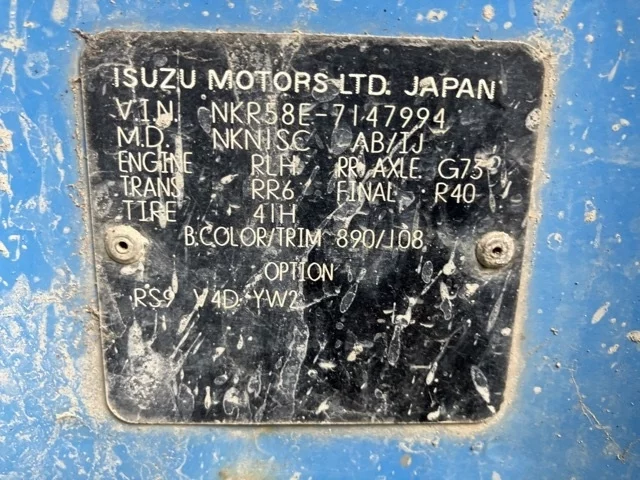 ISUZU MOTORS LTD. JAPAN
V.I.N. NKR58E-7147994
M.D. NKN1SC AB/IJ
ENGINE RLH RR AXLE. G75
TRANS RR6 FINAL R40
TIRE 41H
B.COLOR/TRIM 890/108
OPTION
RS9 V4D YW2